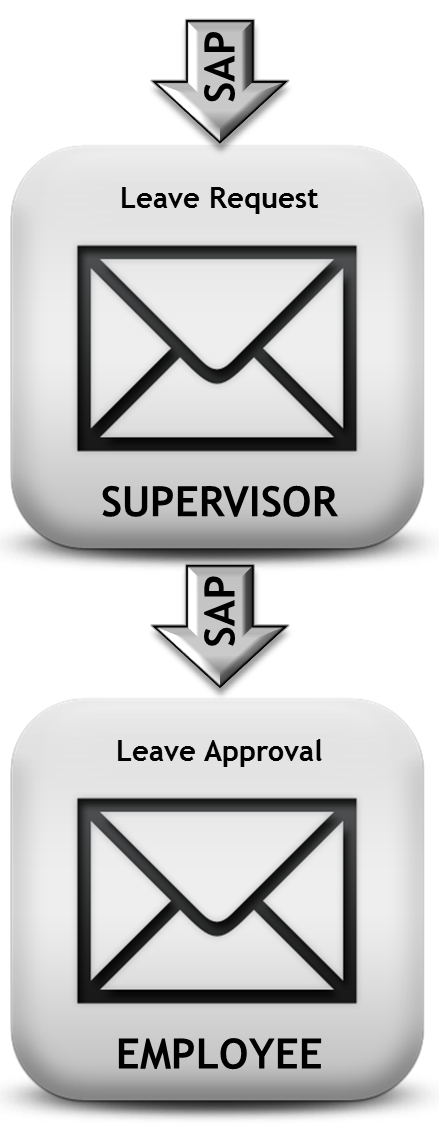 SAP
Leave Request
SUPERVISOR
SAP
Leave Approval
EMPLOYEE